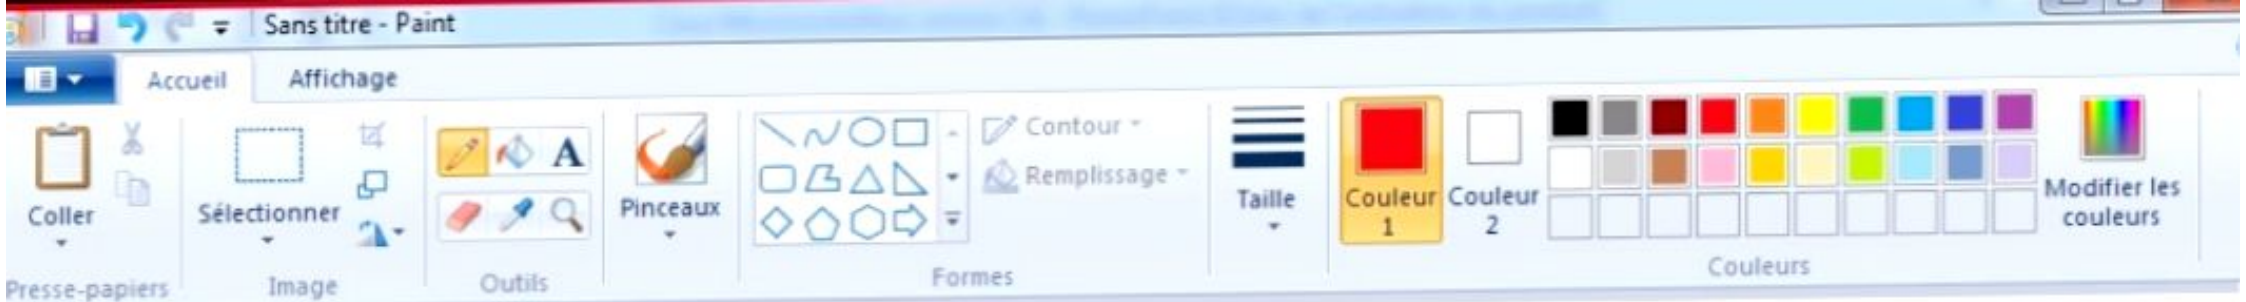 Sans titre - Paint
Accueil
Affichage
Coller
Sélectionner
A
Pinceaux
Contour
Remplissage
Taille
Couleur
1
Couleur
2
Modifier les
couleurs
Presse-papiers
Image
Outils
Formes
Couleurs